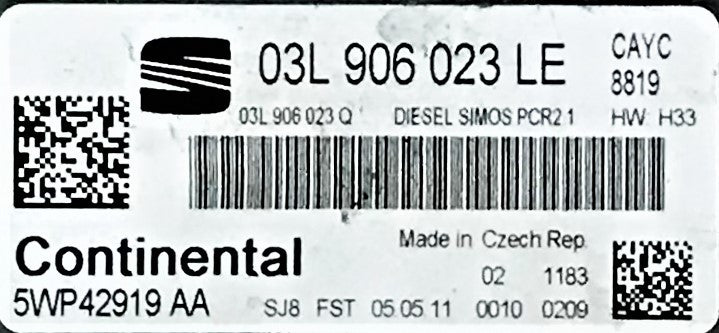 03L 906 023 LE CAYC
8819
03L 906 023 Q DIESEL SIMOS PCR2 1 HW: H33
Continental Made in Czech Rep.
02 1183
5WP42919 AA SJ8 FST 05.05.11 0010 0209